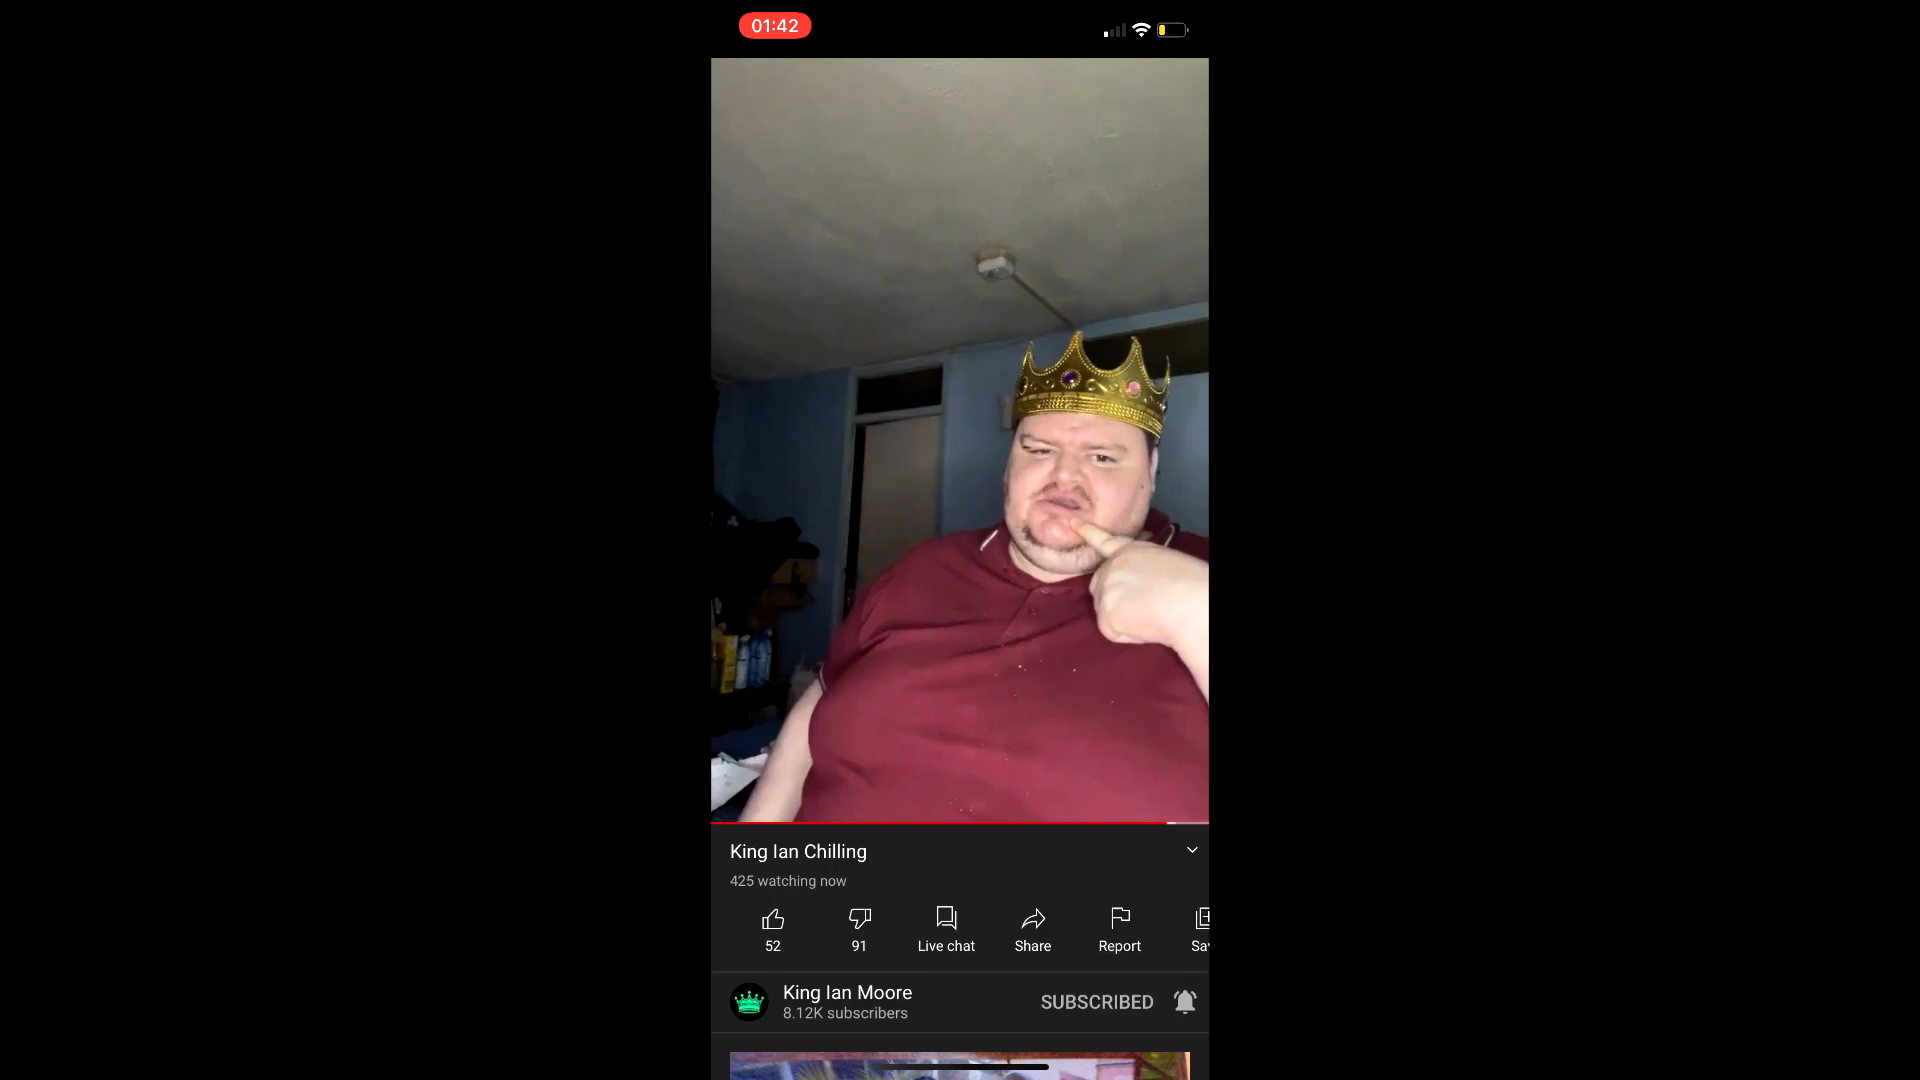 01:42
King Ian Chilling
425 watching now
52 91 Live chat Share Report Sav
King Ian Moore
8.12K subscribers
SUBSCRIBED